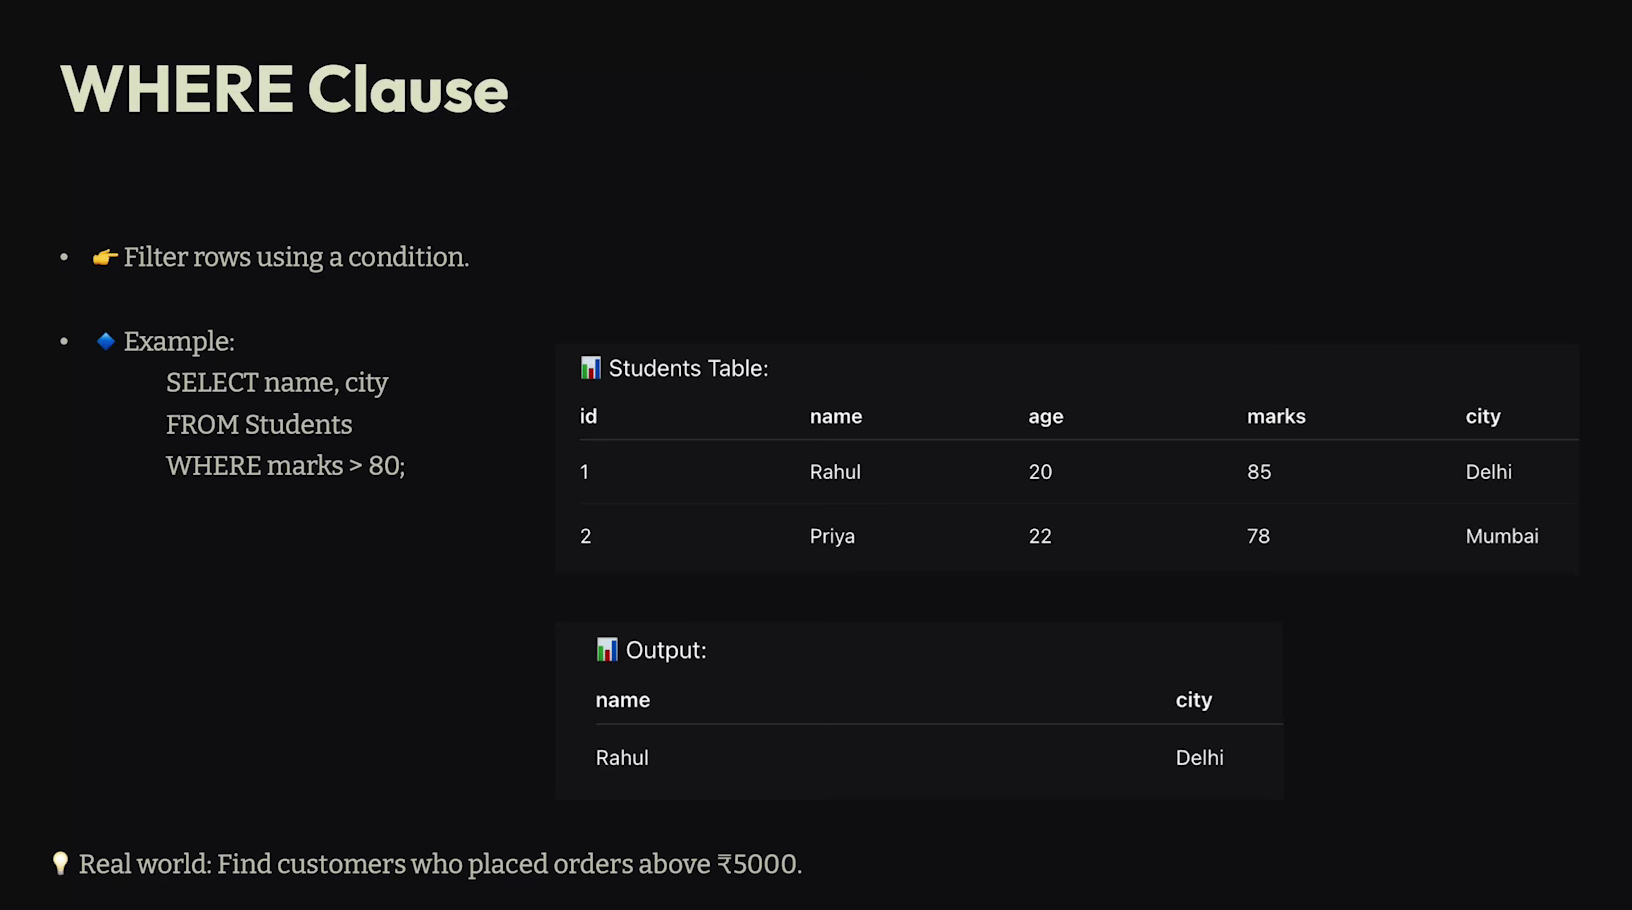 WHERE Clause
• 👉 Filter rows using a condition.
• 🔹 Example:
SELECT name, city
FROM Students
WHERE marks > 80;
📊 Students Table:
id name age marks city
1 Rahul 20 85 Delhi
2 Priya 22 78 Mumbai
📊 Output:
name city
Rahul Delhi
💡 Real world: Find customers who placed orders above ₹5000.